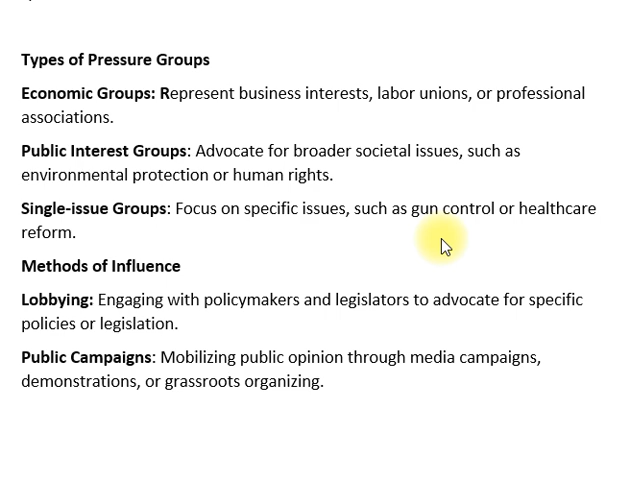 Types of Pressure Groups
Economic Groups: Represent business interests, labor unions, or professional
associations.
Public Interest Groups: Advocate for broader societal issues, such as
environmental protection or human rights.
Single-issue Groups: Focus on specific issues, such as gun control or healthcare
reform.
Methods of Influence
Lobbying: Engaging with policymakers and legislators to advocate for specific
policies or legislation.
Public Campaigns: Mobilizing public opinion through media campaigns,
demonstrations, or grassroots organizing.